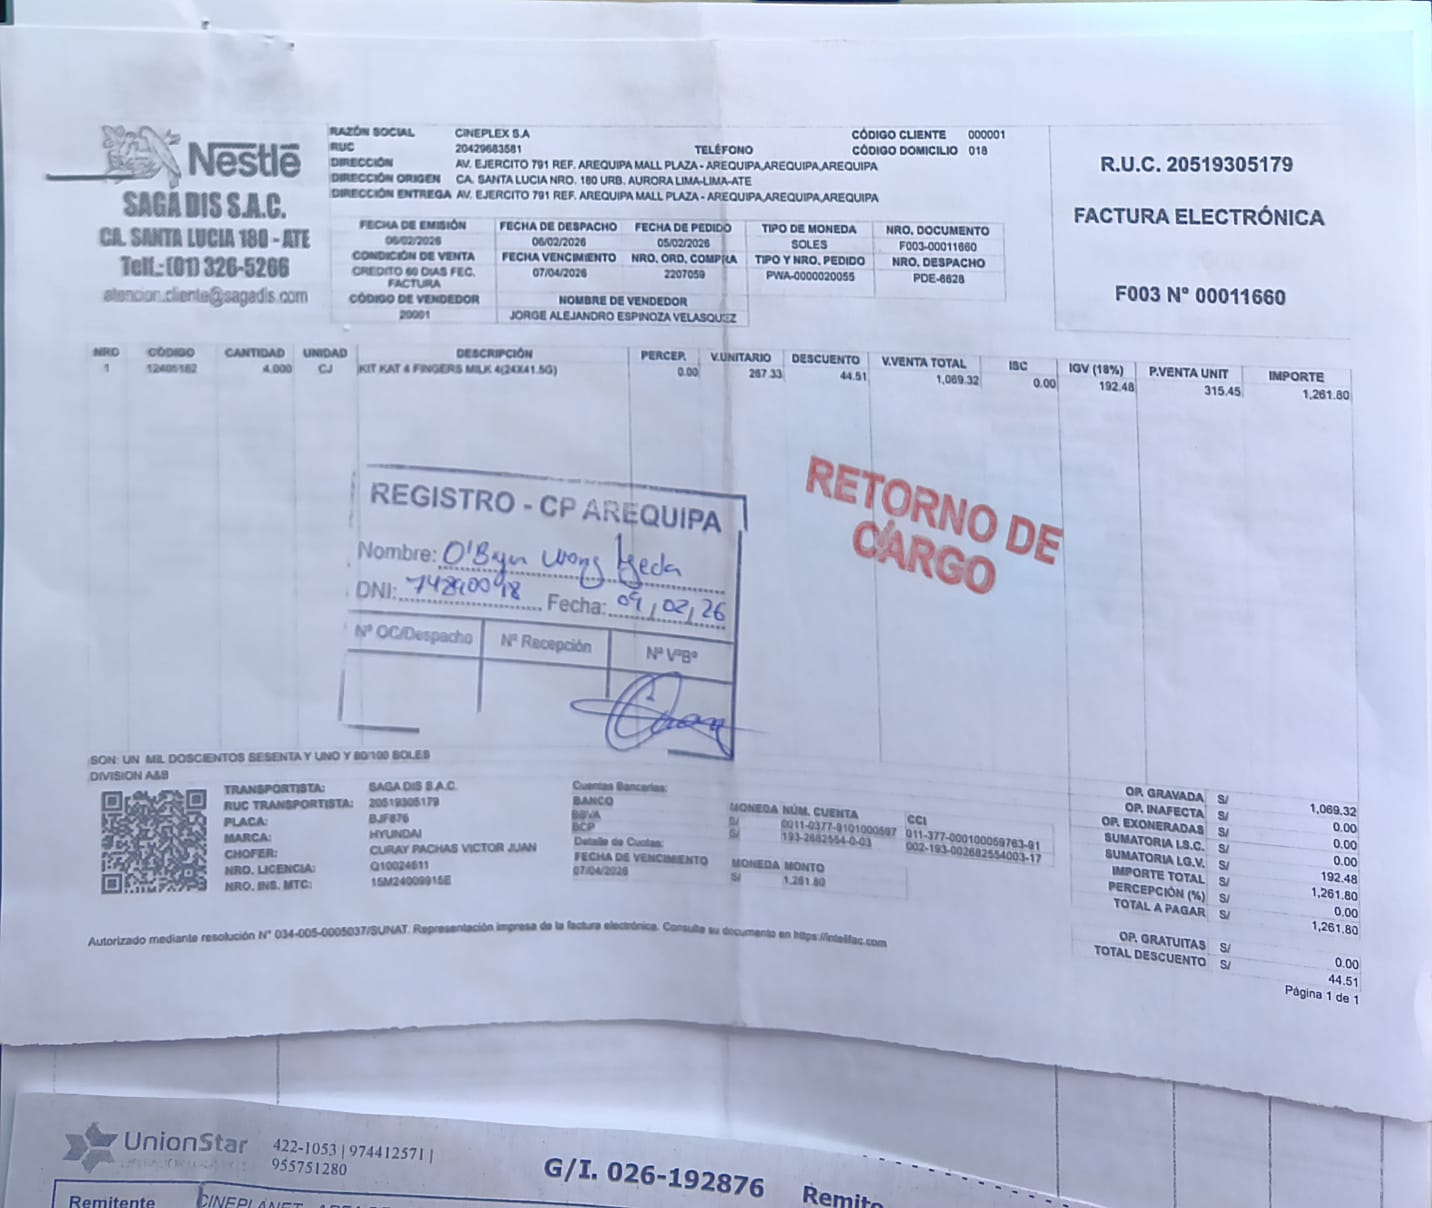 Nestlé
SAGA DIS S.A.C.
CA. SANTA LUCIA 180 - ATE
Telf.:(01) 326-5266
atencion.cliente@sagadis.com
RAZÓN SOCIAL CINEPLEX S.A CÓDIGO CLIENTE 000001
RUC 20429683581 TELÉFONO CÓDIGO DOMICILIO 018
DIRECCIÓN AV. EJERCITO 791 REF. AREQUIPA MALL PLAZA - AREQUIPA,AREQUIPA,AREQUIPA
DIRECCIÓN ORIGEN CA. SANTA LUCIA NRO. 180 URB. AURORA LIMA-LIMA-ATE
DIRECCIÓN ENTREGA AV. EJERCITO 791 REF. AREQUIPA MALL PLAZA - AREQUIPA,AREQUIPA,AREQUIPA
FECHA DE EMISIÓN FECHA DE DESPACHO FECHA DE PEDIDO TIPO DE MONEDA NRO. DOCUMENTO
06/02/2026 06/02/2026 05/02/2026 SOLES F003-00011660
CONDICIÓN DE VENTA FECHA VENCIMIENTO NRO. ORD. COMPRA TIPO Y NRO. PEDIDO NRO. DESPACHO
CREDITO 60 DIAS FEC. FACTURA 07/04/2026 2207059 PWA-0000020055 PDE-6628
CÓDIGO DE VENDEDOR NOMBRE DE VENDEDOR
20001 JORGE ALEJANDRO ESPINOZA VELASQUEZ
R.U.C. 20519305179
FACTURA ELECTRÓNICA
F003 N° 00011660
NRO CÓDIGO CANTIDAD UNIDAD DESCRIPCIÓN PERCEP. V.UNITARIO DESCUENTO V.VENTA TOTAL ISC IGV (18%) P.VENTA UNIT IMPORTE
1 12405162 4.000 CJ KIT KAT 4 FINGERS MILK 4(24X41.5G) 0.00 267.33 44.51 1,069.32 0.00 192.48 315.45 1,261.80
REGISTRO - CP AREQUIPA
Nombre: O'Bryn Wong
DNI: Fecha: 09/02/26
N° OC/Despacho N° Recepción N° V°B°
RETORNO DE
CARGO
SON: UN MIL DOSCIENTOS SESENTA Y UNO Y 80/100 SOLES
DIVISION A&B
TRANSPORTISTA: SAGA DIS S.A.C.
RUC TRANSPORTISTA: 20519305179
PLACA: BJF876
MARCA: HYUNDAI
CHOFER: CURAY PACHAS VICTOR JUAN
NRO. LICENCIA: Q10024611
NRO. INS. MTC: 15M24009915E
Cuentas Bancarias:
BANCO MONEDA NÚM. CUENTA CCI
BBVA S/ 0011-0377-0101000597 011-377-000100059763-91
BCP S/ 193-2682554-0-03 002-193-002682554003-17
Detalle de Cuotas:
FECHA DE VENCIMIENTO MONEDA MONTO
07/04/2026 S/ 1,261.80
OP. GRAVADA S/ 1,069.32
OP. INAFECTA S/ 0.00
OP. EXONERADAS S/ 0.00
SUMATORIA I.S.C. S/ 0.00
SUMATORIA I.G.V. S/ 192.48
IMPORTE TOTAL S/ 1,261.80
PERCEPCIÓN (%) S/ 0.00
TOTAL A PAGAR S/ 1,261.80
OP. GRATUITAS S/ 0.00
TOTAL DESCUENTO S/ 44.51
Página 1 de 1
Autorizado mediante resolución N° 034-005-0005037/SUNAT. Representación impresa de la factura electrónica. Consulte su documento en https://intelifac.com
UnionStar 422-1053 | 974412571 |
955751280
G/I. 026-192876 Remito
Remitente CINEPLANET